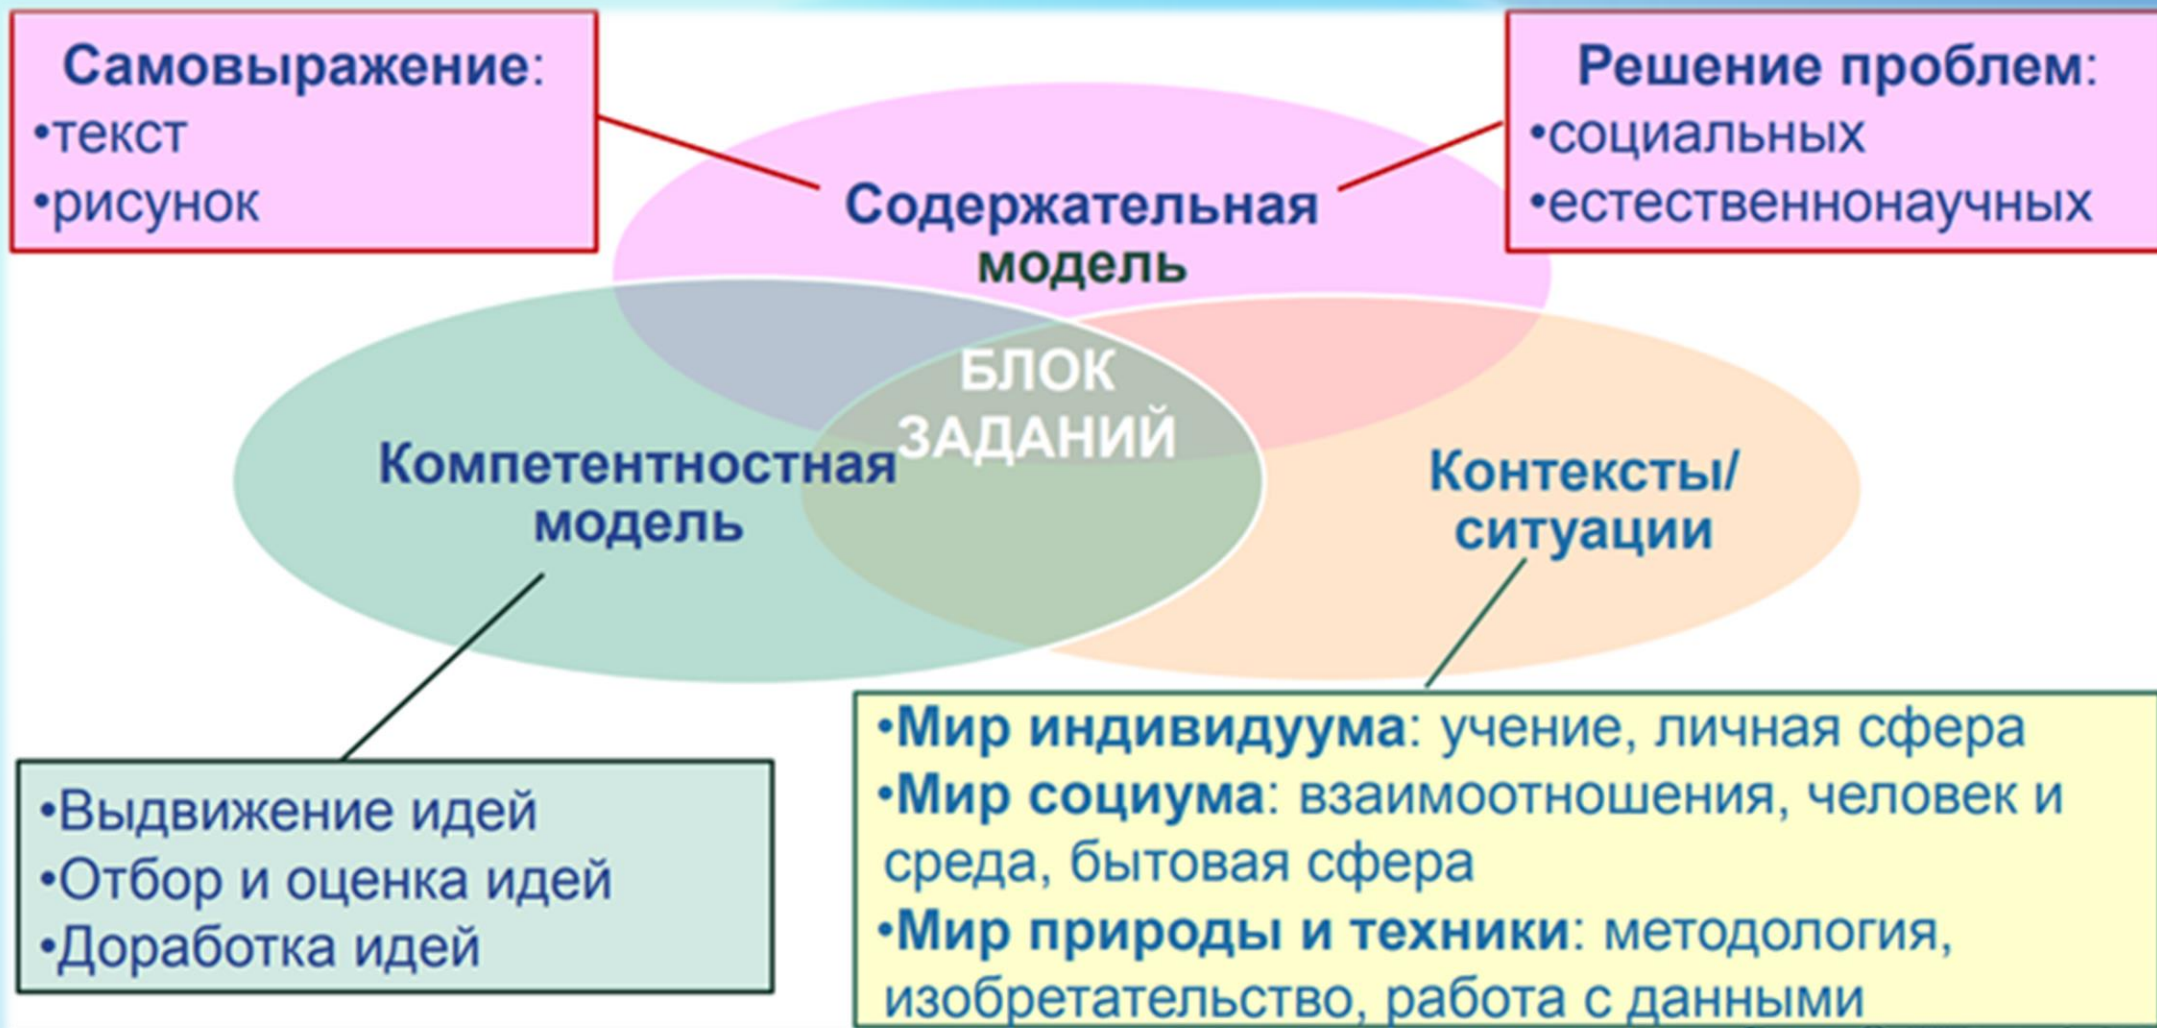 Самовыражение:
•текст
•рисунок
Решение проблем:
•социальных
•естественнонаучных
Содержательная
модель
БЛОК
ЗАДАНИЙ
Компетентностная
модель
Контексты/
ситуации
•Выдвижение идей
•Отбор и оценка идей
•Доработка идей
•Мир индивидуума: учение, личная сфера
•Мир социума: взаимоотношения, человек и
среда, бытовая сфера
•Мир природы и техники: методология,
изобретательство, работа с данными